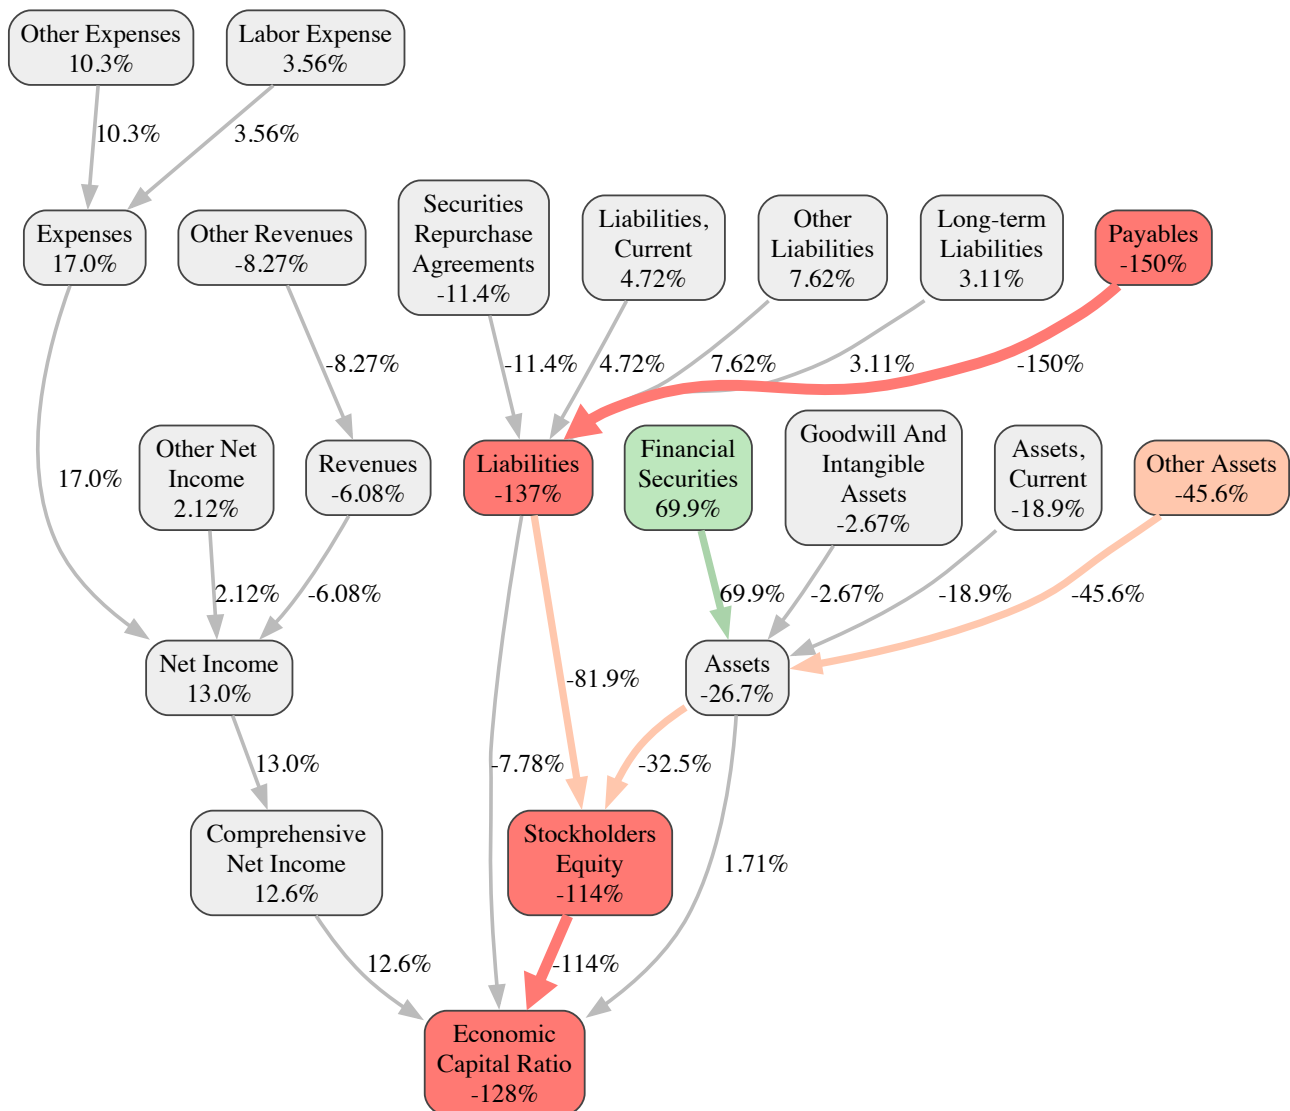 Other Expenses
10.3%
Labor Expense
3.56%
10.3%
3.56%
Expenses
17.0%
Other Revenues
-8.27%
Securities
Repurchase
Agreements
-11.4%
Liabilities,
Current
4.72%
Other
Liabilities
7.62%
Long-term
Liabilities
3.11%
Payables
-150%
-8.27%
-11.4%
4.72%
7.62%
3.11%
-150%
Other Net
Income
2.12%
Revenues
-6.08%
Liabilities
-137%
Financial
Securities
69.9%
Goodwill And
Intangible
Assets
-2.67%
Assets,
Current
-18.9%
Other Assets
-45.6%
17.0%
2.12%
-6.08%
69.9%
-2.67%
-18.9%
-45.6%
Net Income
13.0%
-81.9%
Assets
-26.7%
13.0%
-7.78%
-32.5%
Comprehensive
Net Income
12.6%
Stockholders
Equity
-114%
1.71%
12.6%
-114%
Economic
Capital Ratio
-128%